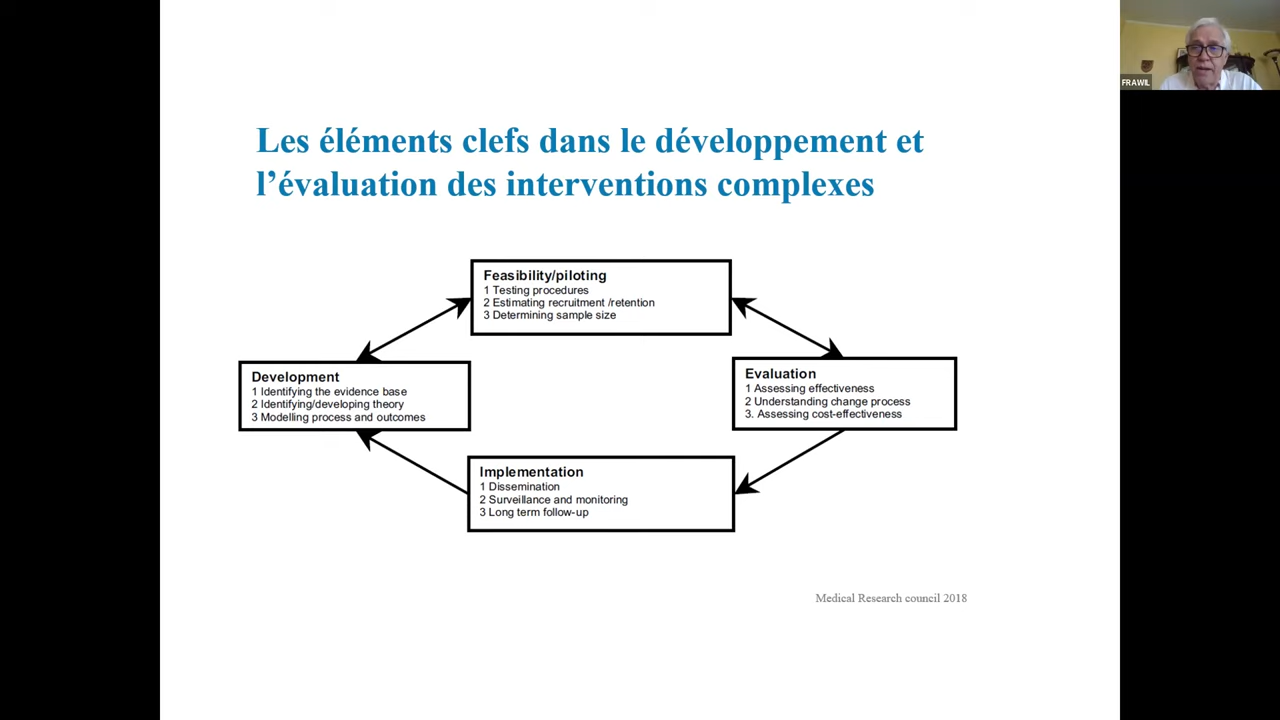 Les éléments clefs dans le développement et
l’évaluation des interventions complexes
Feasibility/piloting
1 Testing procedures
2 Estimating recruitment /retention
3 Determining sample size
Development
1 Identifying the evidence base
2 Identifying/developing theory
3 Modelling process and outcomes
Evaluation
1 Assessing effectiveness
2 Understanding change process
3. Assessing cost-effectiveness
Implementation
1 Dissemination
2 Surveillance and monitoring
3 Long term follow-up
Medical Research council 2018
FRAWIL